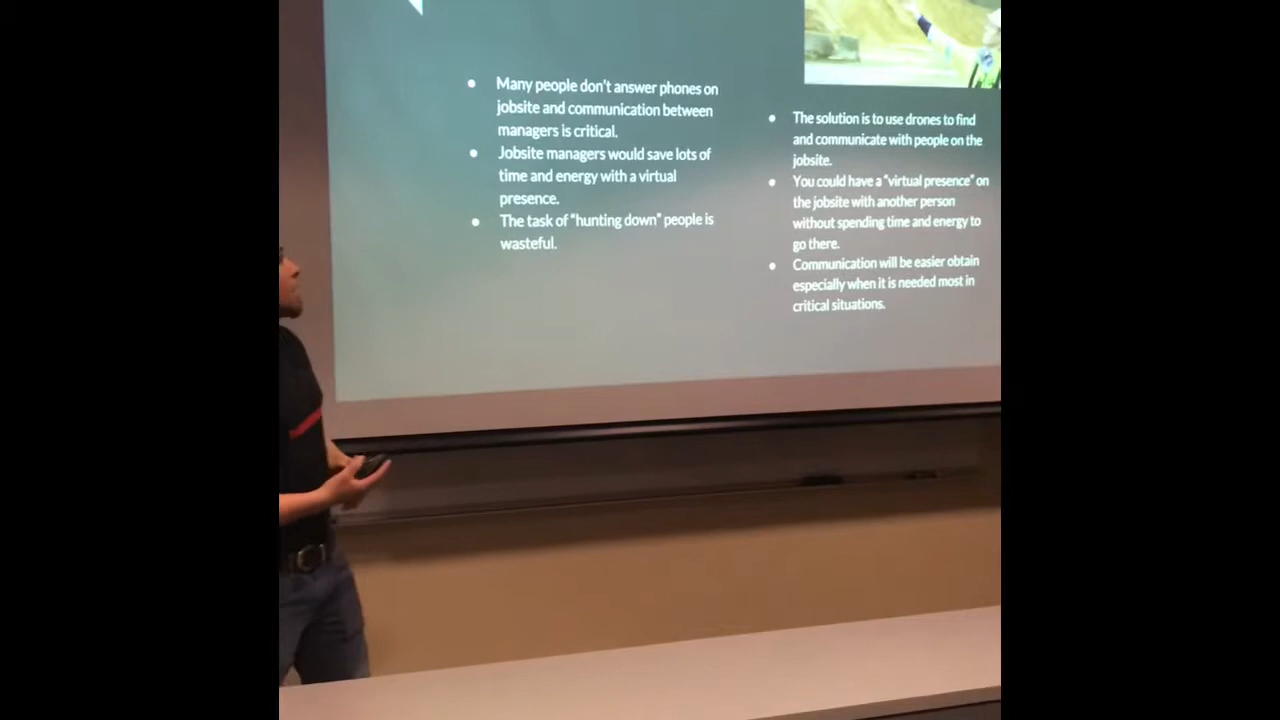 Many people don't answer phones on
jobsite and communication between
managers is critical.
Jobsite managers would save lots of
time and energy with a virtual
presence.
The task of "hunting down" people is
wasteful.
The solution is to use drones to find
and communicate with people on the
jobsite.
You could have a "virtual presence" on
the jobsite with another person
without spending time and energy to
go there.
Communication will be easier obtain
especially when it is needed most in
critical situations.